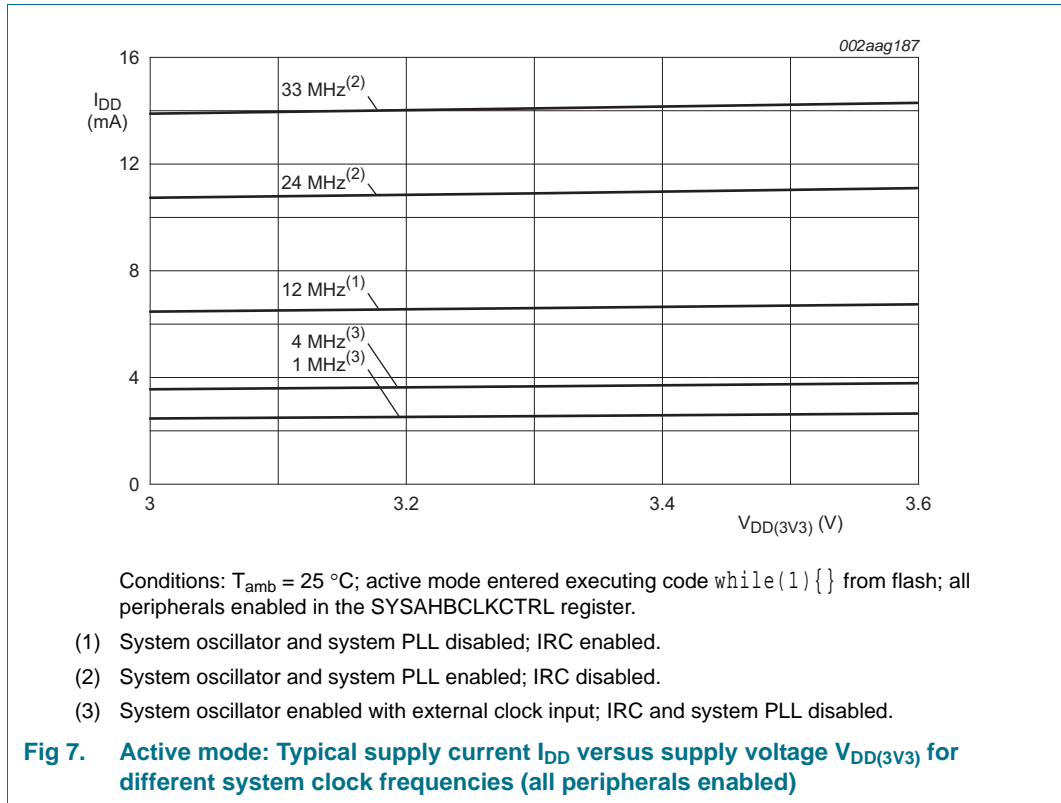 002aag187
16
I_DD
(mA)
33 MHz(2)
12
24 MHz(2)
8
12 MHz(1)
4 MHz(3)
1 MHz(3)
4
0
3 3.2 3.4 3.6
V_DD(3V3) (V)
Conditions: T_amb = 25 °C; active mode entered executing code while(1){} from flash; all
peripherals enabled in the SYSAHBCLKCTRL register.
(1) System oscillator and system PLL disabled; IRC enabled.
(2) System oscillator and system PLL enabled; IRC disabled.
(3) System oscillator enabled with external clock input; IRC and system PLL disabled.
Fig 7. Active mode: Typical supply current I_DD versus supply voltage V_DD(3V3) for
different system clock frequencies (all peripherals enabled)